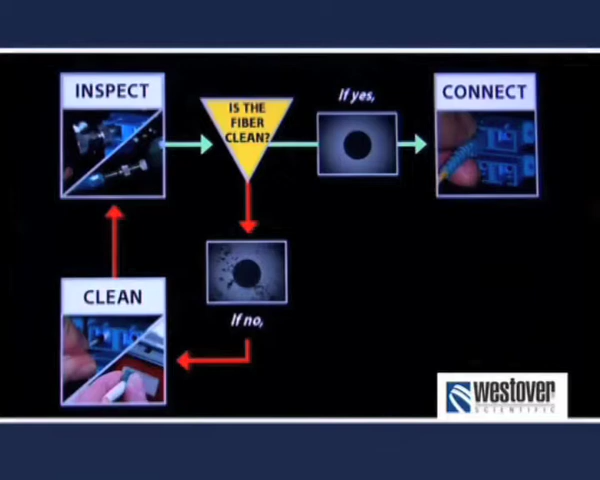 INSPECT
IS THE
FIBER
CLEAN?
If yes,
CONNECT
CLEAN
If no,
westover
SCIENTIFIC